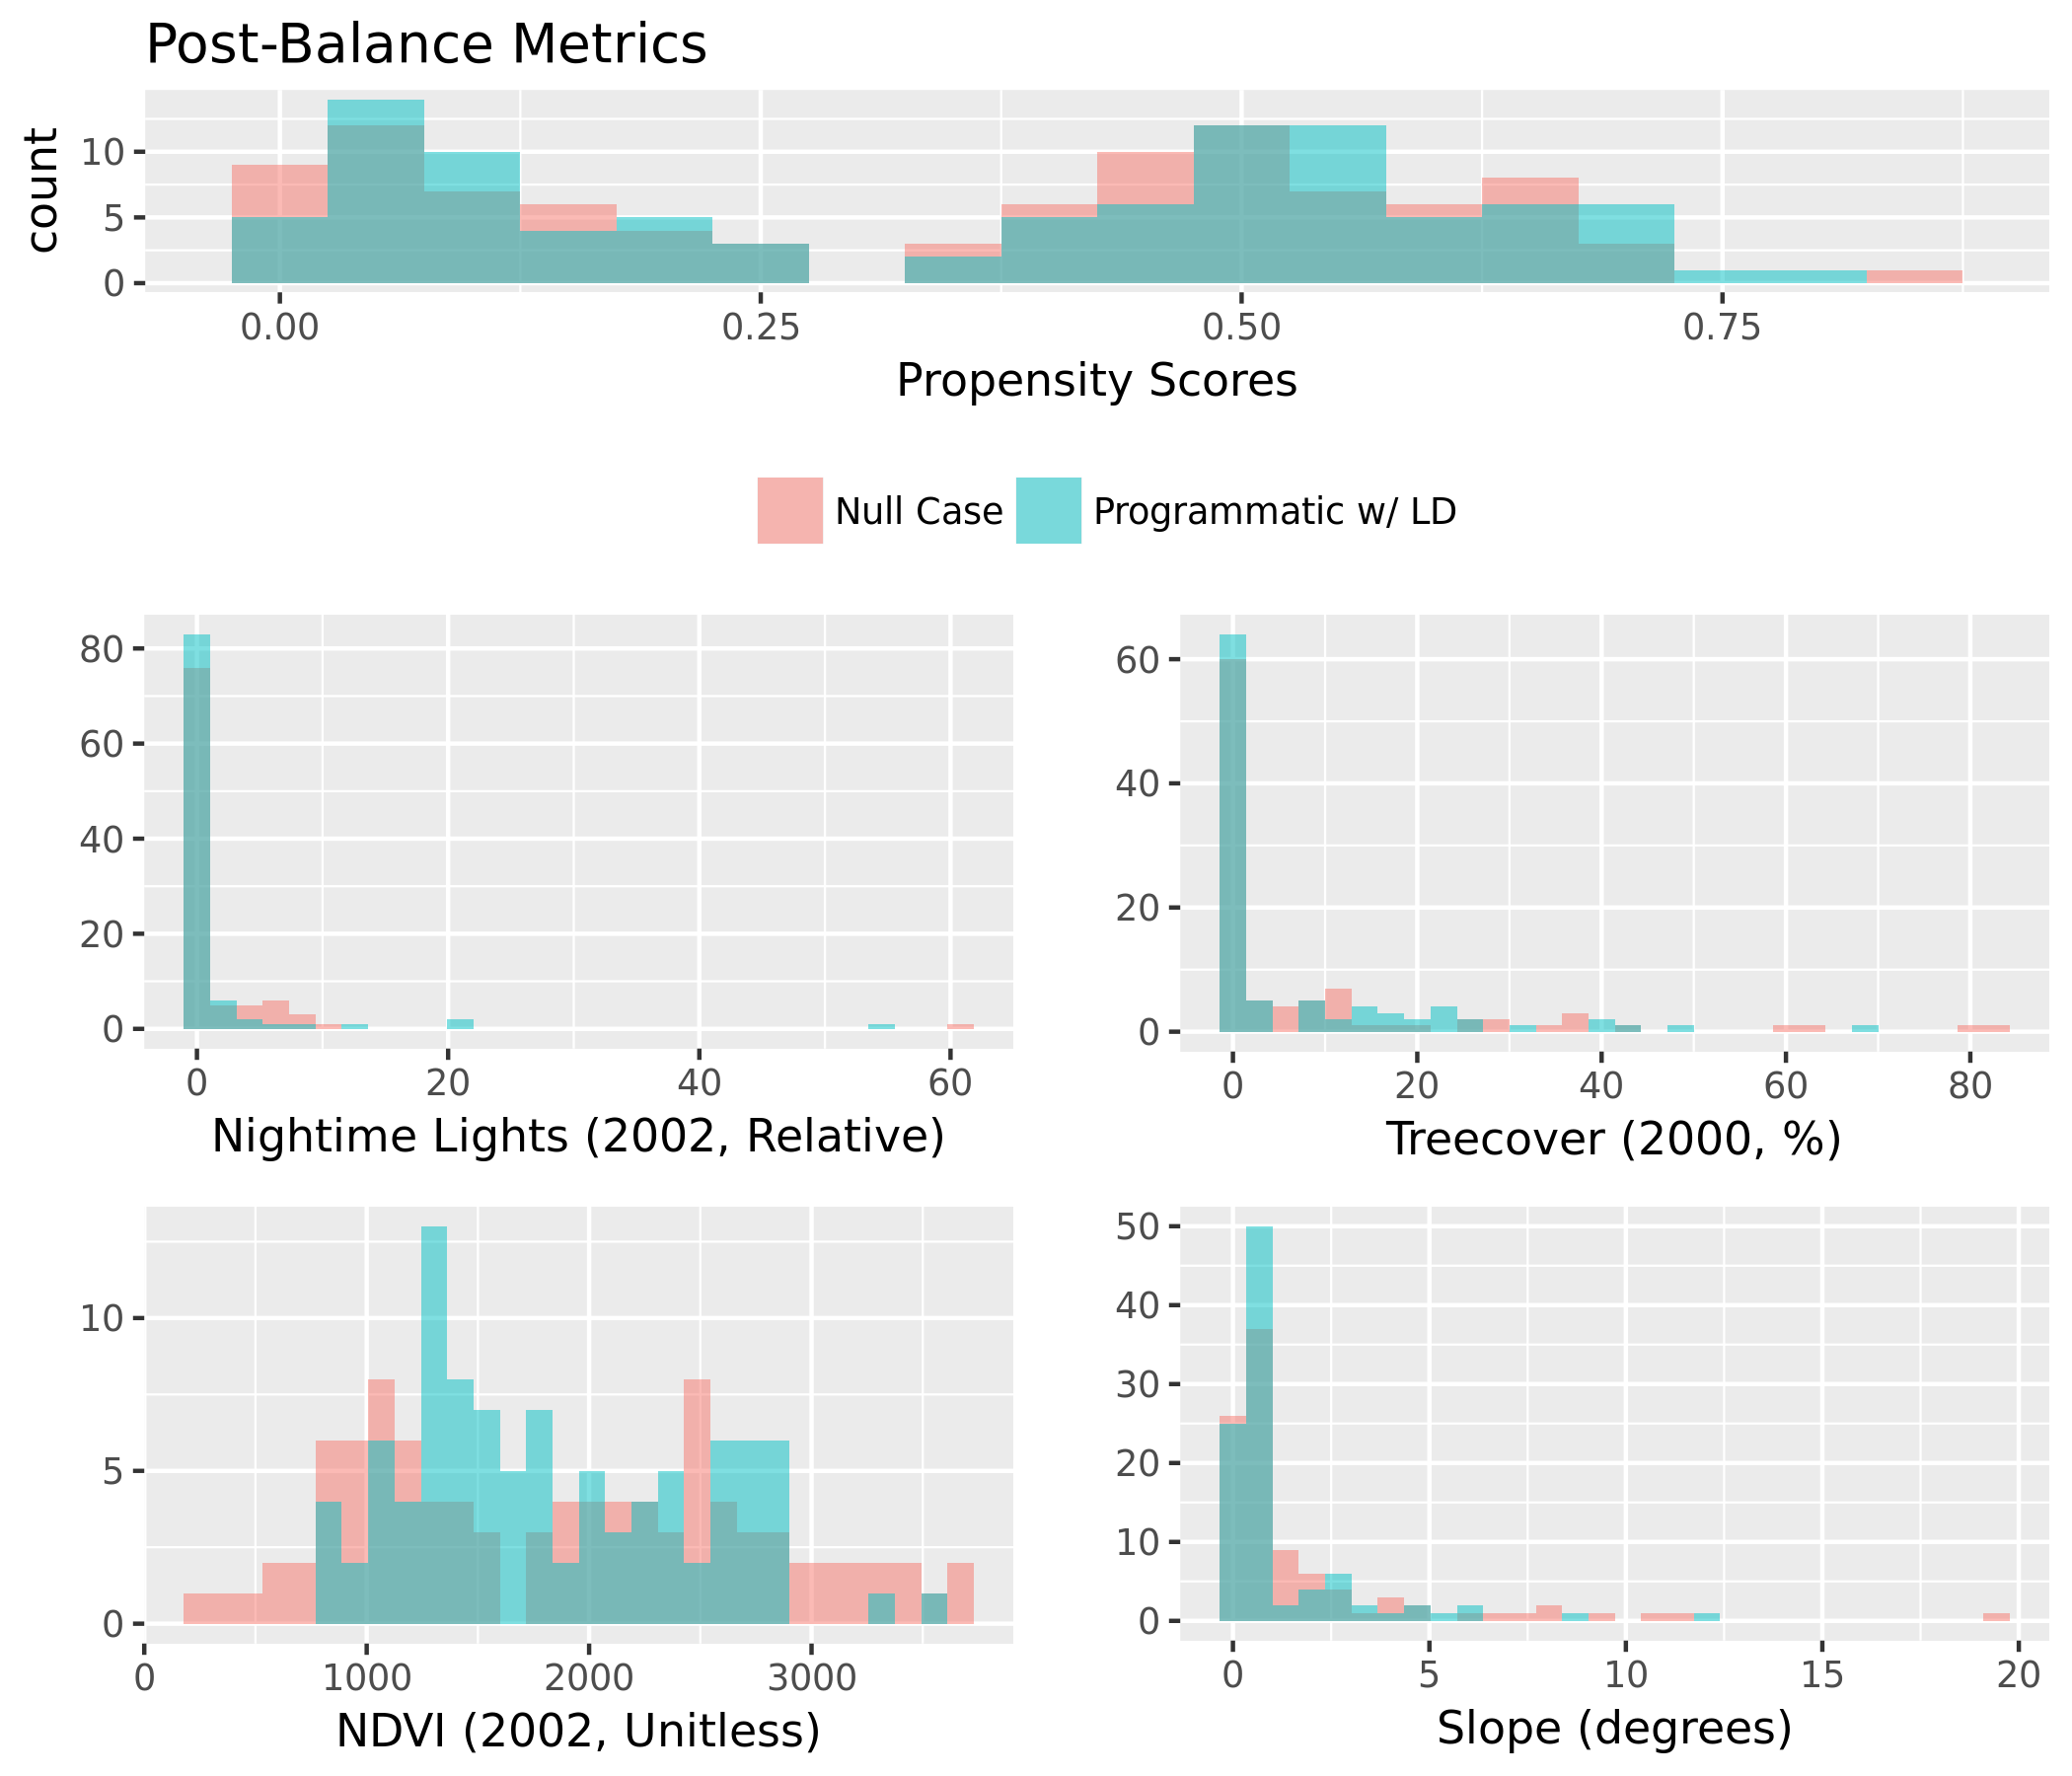 Post-Balance Metrics
count
10
5
0
0.00 0.25 0.50 0.75
Propensity Scores
Null Case Programmatic w/ LD
80
60
40
20
0
0 20 40 60
Nightime Lights (2002, Relative)
60
40
20
0
0 20 40 60 80
Treecover (2000, %)
10
5
0
0 1000 2000 3000
NDVI (2002, Unitless)
50
40
30
20
10
0
0 5 10 15 20
Slope (degrees)